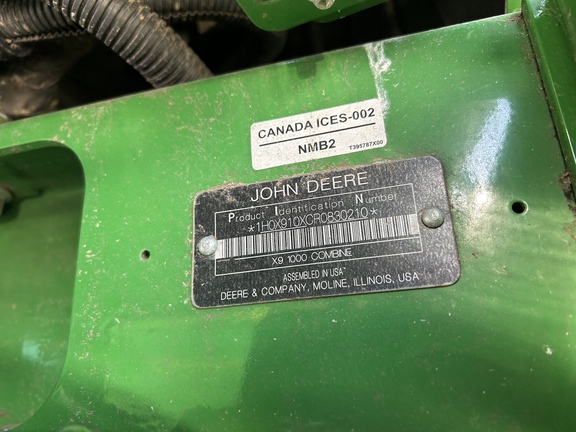 CANADA ICES-002
NMB2
T395787X00
JOHN DEERE
Product Identification Number
*1H0X910XCR0830210*
X9 1000 COMBINE
ASSEMBLED IN USA
DEERE & COMPANY, MOLINE, ILLINOIS, USA